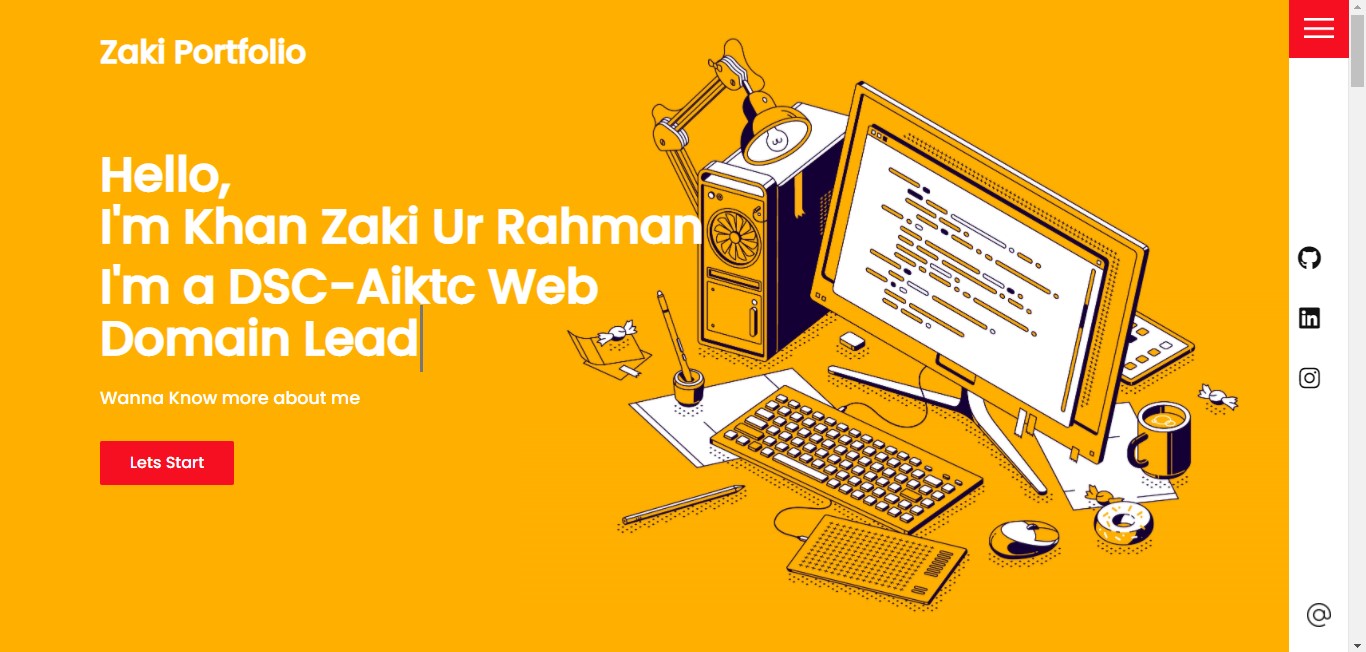 Zaki Portfolio
Hello,
I'm Khan Zaki Ur Rahman
I'm a DSC-Aiktc Web
Domain Lead
Wanna Know more about me
Lets Start